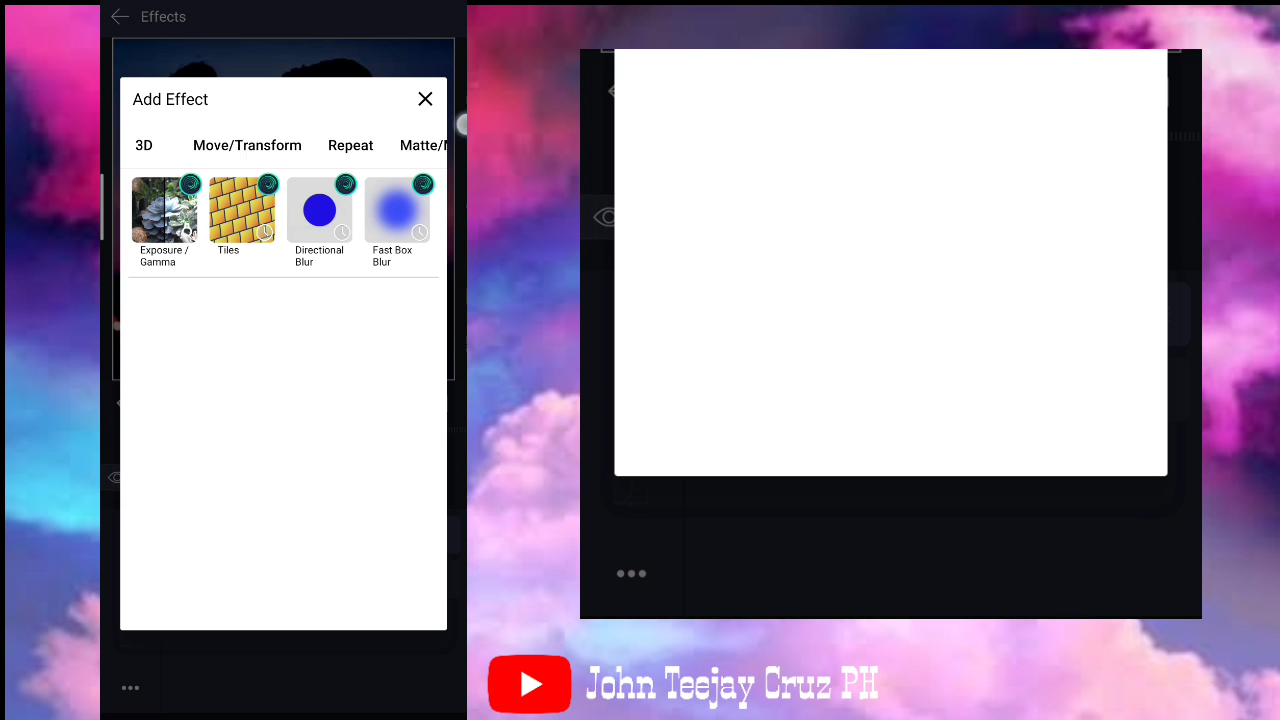 Effects
Add Effect
3D Move/Transform Repeat Matte/
Exposure / Gamma
Tiles
Directional Blur
Fast Box Blur
John Teejay Cruz PH